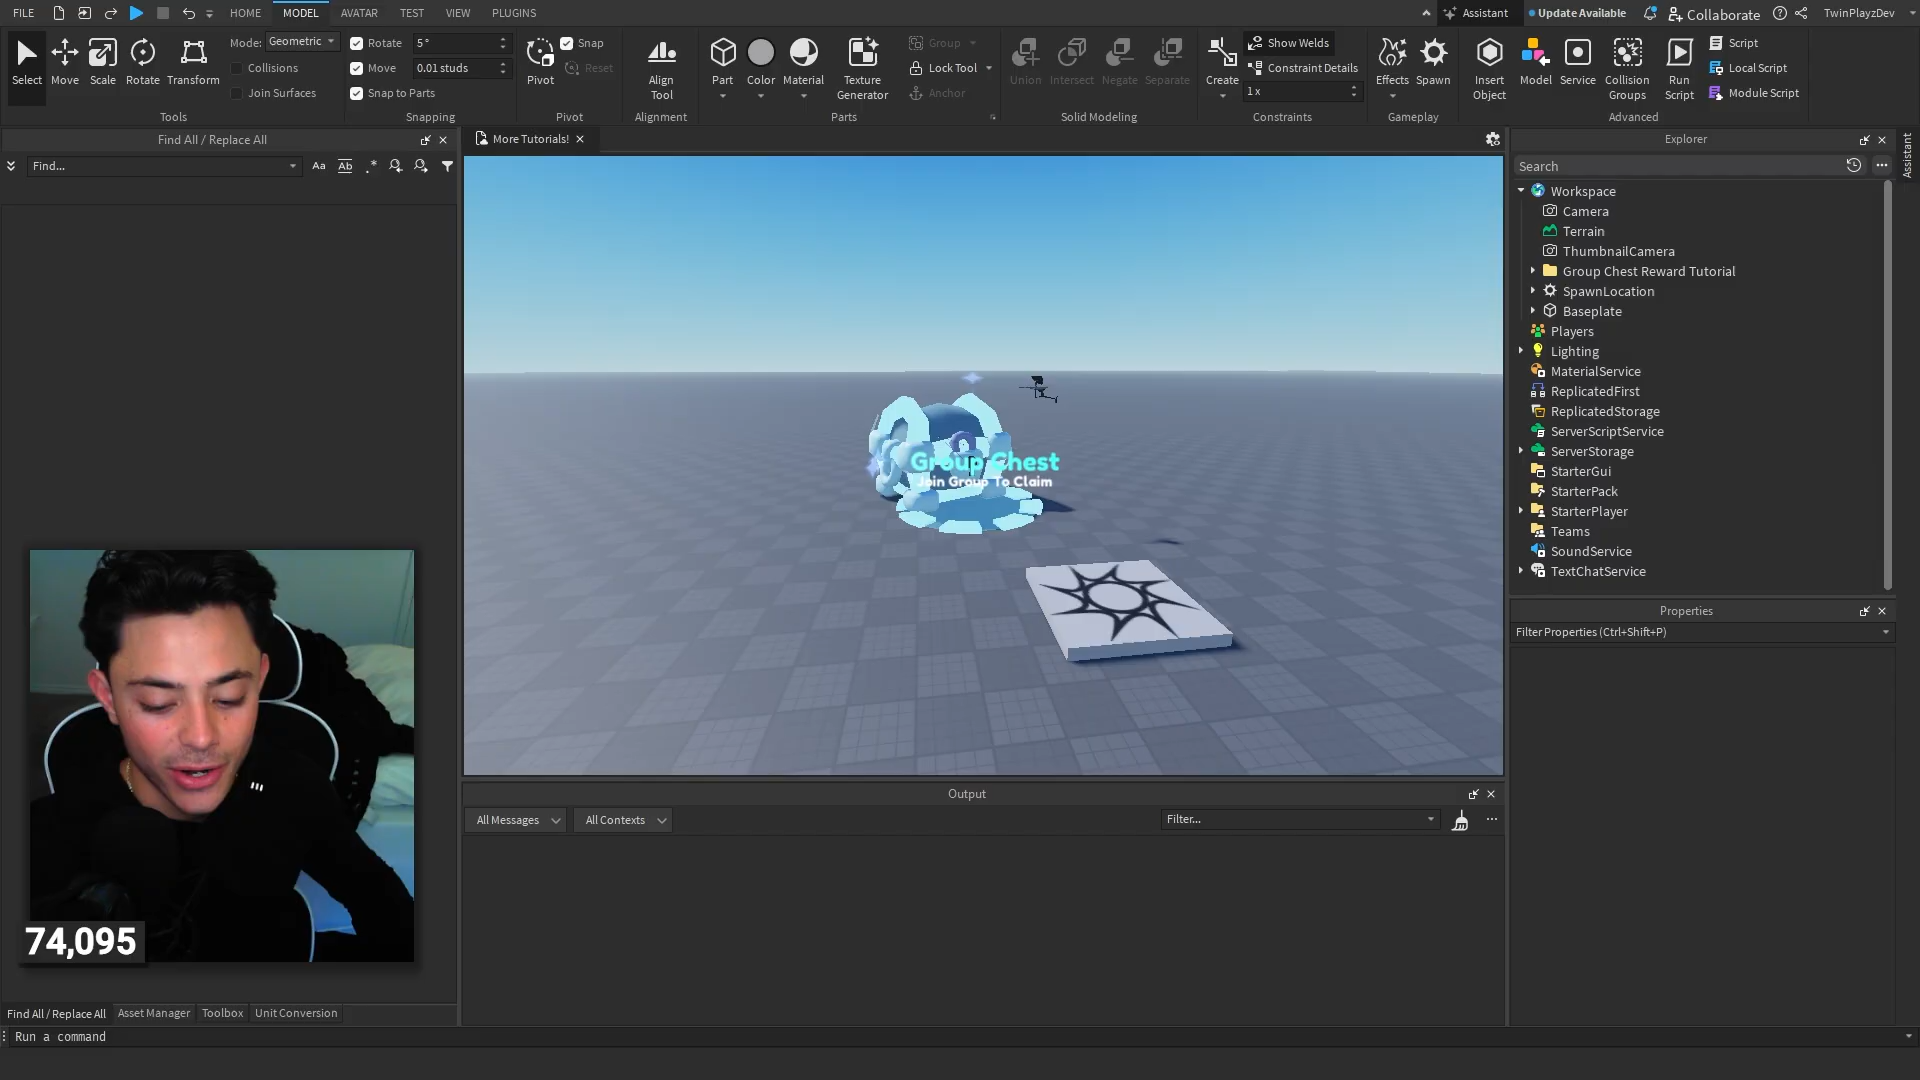 FILE HOME MODEL AVATAR TEST VIEW PLUGINS Assistant Update Available Collaborate TwinPlayzDev
Select Move Scale Rotate Transform
Mode: Geometric
Collisions
Join Surfaces
Tools
Rotate 5°
Move 0.01 studs
Snap to Parts
Snapping
Pivot
Snap
Reset
Pivot
Align Tool
Alignment
Part Color Material Texture Generator
Group
Lock Tool
Anchor
Parts
Union Intersect Negate Separate
Solid Modeling
Create
Show Welds
Constraint Details
1 x
Constraints
Effects Spawn
Gameplay
Insert Object
Model
Service
Collision Groups
Run Script
Script
Local Script
Module Script
Advanced
Find All / Replace All
Find...
Aa Ab .*
More Tutorials!
Group Chest
Join Group To Claim
Explorer
Assistant
Search
Workspace
Camera
Terrain
ThumbnailCamera
Group Chest Reward Tutorial
SpawnLocation
Baseplate
Players
Lighting
MaterialService
ReplicatedFirst
ReplicatedStorage
ServerScriptService
ServerStorage
StarterGui
StarterPack
StarterPlayer
Teams
SoundService
TextChatService
Properties
Filter Properties (Ctrl+Shift+P)
Output
All Messages All Contexts Filter...
74,095
Find All / Replace All Asset Manager Toolbox Unit Conversion
Run a command